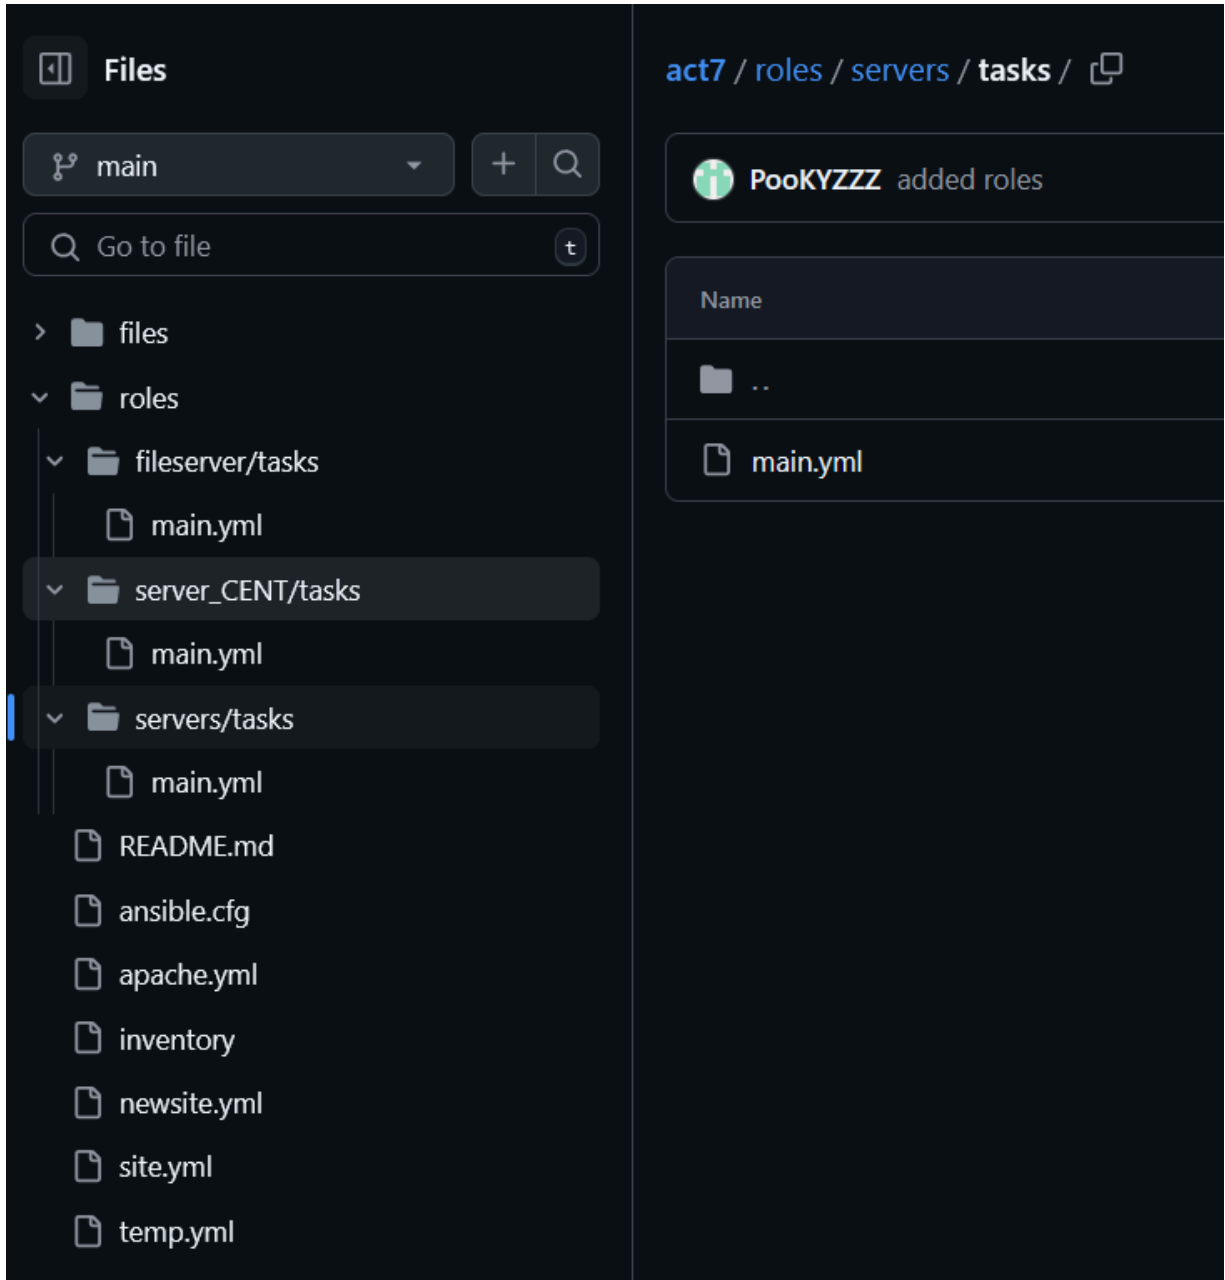 Files
main
Go to file
t
files
roles
fileserver/tasks
main.yml
server_CENT/tasks
main.yml
servers/tasks
main.yml
README.md
ansible.cfg
apache.yml
inventory
newsite.yml
site.yml
temp.yml
act7 / roles / servers / tasks /
PooKYZZZ added roles
Name
..
main.yml